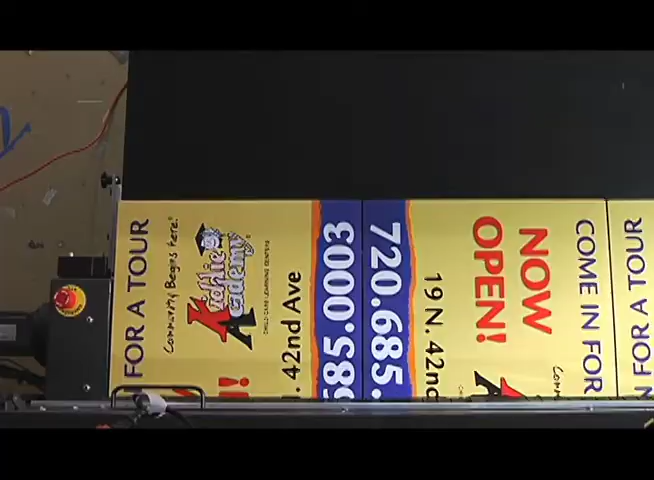 FOR A TOUR
Community Begins Here.®
Kiddie
Academy®
CHILD CARE LEARNING CENTERS
. 42nd Ave
685.0003
720.685.
19 N. 42nd
OPEN!
NOW
COME IN FOR
N FOR A TOUR